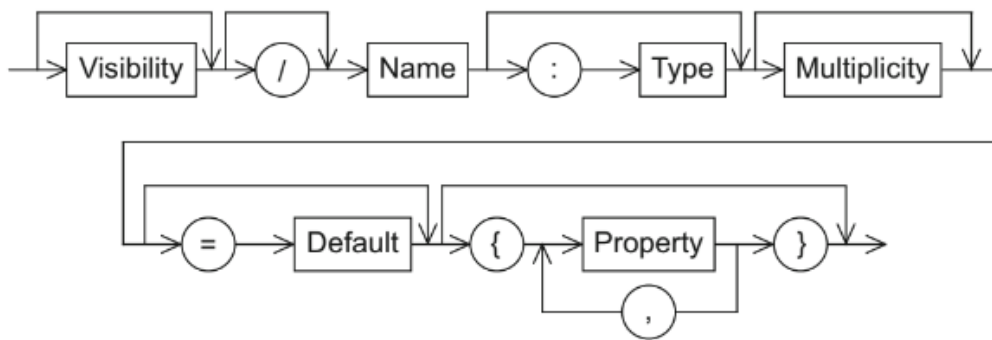 Visibility / Name : Type Multiplicity
= Default { Property }
,